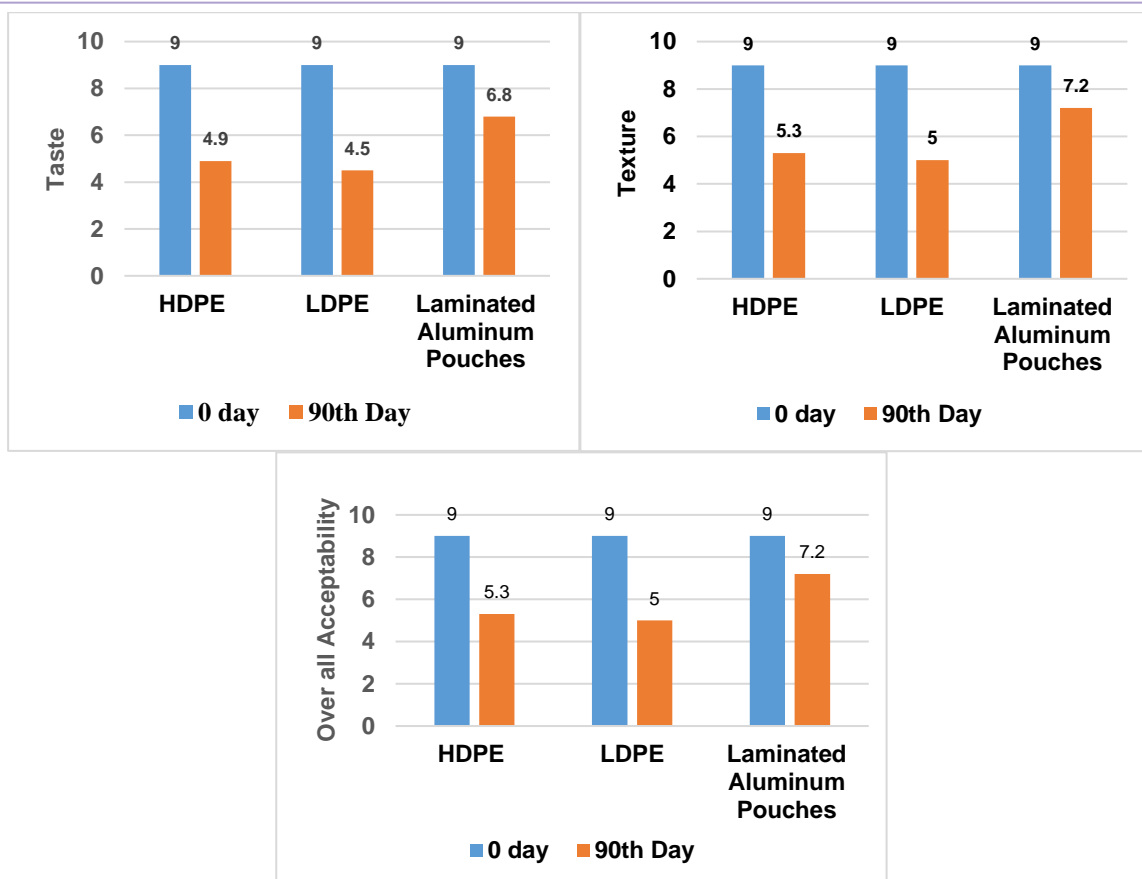 Taste
10
8
6
4
2
0
9
4.9
9
4.5
9
6.8
HDPE
LDPE
Laminated
Aluminum
Pouches
0 day
90th Day
Texture
10
8
6
4
2
0
9
5.3
9
5
9
7.2
HDPE
LDPE
Laminated
Aluminum
Pouches
0 day
90th Day
Over all Acceptability
10
8
6
4
2
0
9
5.3
9
5
9
7.2
HDPE
LDPE
Laminated
Aluminum
Pouches
0 day
90th Day